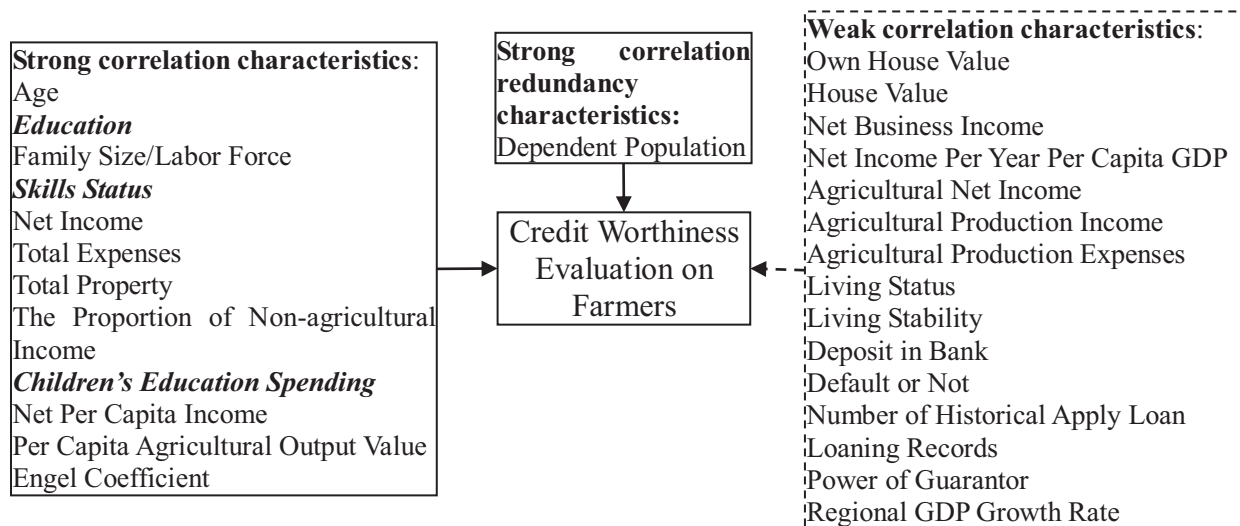 Strong correlation characteristics:
Age
Education
Family Size/Labor Force
Skills Status
Net Income
Total Expenses
Total Property
The Proportion of Non-agricultural
Income
Children's Education Spending
Net Per Capita Income
Per Capita Agricultural Output Value
Engel Coefficient
Strong correlation
redundancy
characteristics:
Dependent Population
Credit Worthiness
Evaluation on
Farmers
Weak correlation characteristics:
Own House Value
House Value
Net Business Income
Net Income Per Year Per Capita GDP
Agricultural Net Income
Agricultural Production Income
Agricultural Production Expenses
Living Status
Living Stability
Deposit in Bank
Default or Not
Number of Historical Apply Loan
Loaning Records
Power of Guarantor
Regional GDP Growth Rate